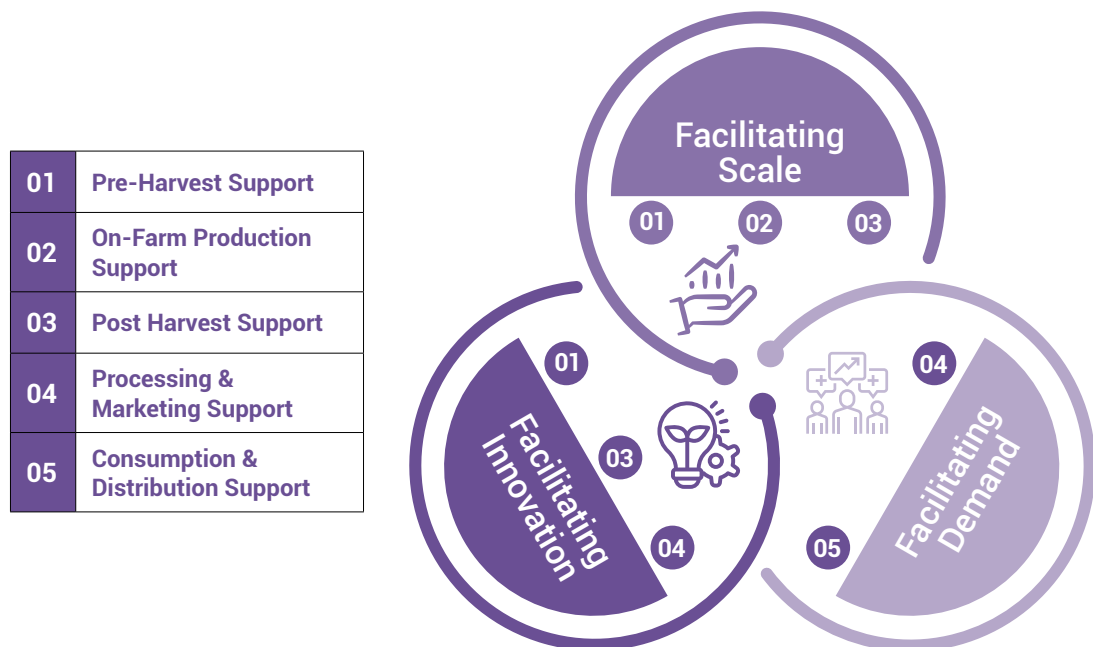 01
Pre-Harvest Support
02
On-Farm Production
Support
03
Post Harvest Support
04
Processing &
Marketing Support
05
Consumption &
Distribution Support
Facilitating
Scale
01
02
03
Facilitating
Innovation
01
03
04
Facilitating
Demand
04
05